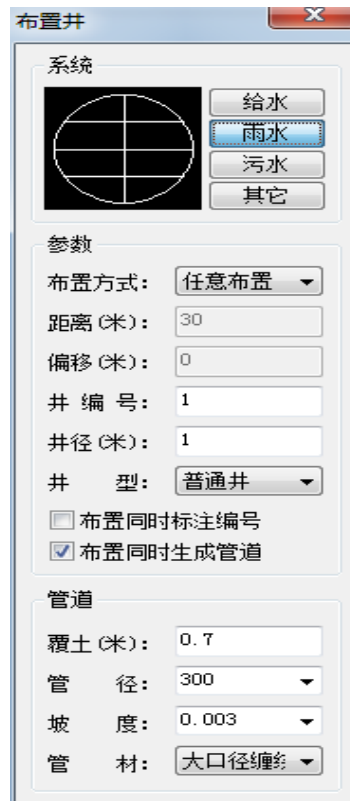 布置井
系统
给水
雨水
污水
其它
参数
布置方式： 任意布置
距离(米)： 30
偏移(米)： 0
井 编 号： 1
井径(米)： 1
井 型： 普通井
布置同时标注编号
布置同时生成管道
管道
覆土(米)： 0.7
管 径： 300
坡 度： 0.003
管 材： 大口径缠